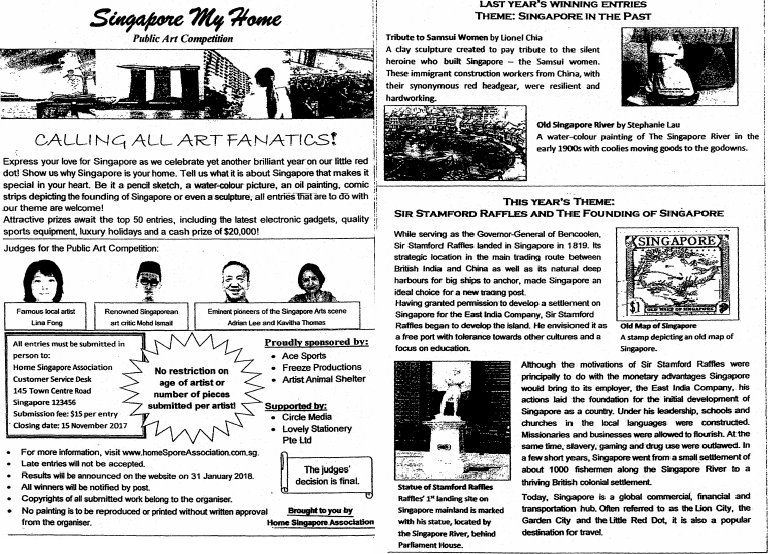 Singapore My Home
Public Art Competition
CALLING ALL ART FANATICS!
Express your love for Singapore as we celebrate yet another brilliant year on our little red
dot! Show us why Singapore is your home. Tell us what it is about Singapore that makes it
special in your heart. Be it a pencil sketch, a water-colour picture, an oil painting, comic
strips depicting the founding of Singapore or even a sculpture, all entries that are to do with
our theme are welcome!
Attractive prizes await the top 50 entries, including the latest electronic gadgets, quality
sports equipment, luxury holidays and a cash prize of $20,000!
Judges for the Public Art Competition:
Famous local artist
Lina Fong
Renowned Singaporean
art critic Mohd Ismail
Eminent pioneers of the Singapore Arts scene
Adrian Lee and Kavitha Thomas
All entries must be submitted in
person to:
Home Singapore Association
Customer Service Desk
145 Town Centre Road
Singapore 123456
Submission fee: $15 per entry
Closing date: 15 November 2017
No restriction on
age of artist or
number of pieces
submitted per artist!
Proudly sponsored by:
• Ace Sports
• Freeze Productions
• Artist Animal Shelter
Supported by:
• Circle Media
• Lovely Stationery
Pte Ltd
• For more information, visit www.homeSporeAssociation.com.sg.
• Late entries will not be accepted.
• Results will be announced on the website on 31 January 2018.
• All winners will be notified by post.
• Copyrights of all submitted work belong to the organiser.
• No painting is to be reproduced or printed without written approval
from the organiser.
The judges'
decision is final.
Brought to you by
Home Singapore Association
LAST YEAR'S WINNING ENTRIES
THEME: SINGAPORE IN THE PAST
Tribute to Samsui Women by Lionel Chia
A clay sculpture created to pay tribute to the silent
heroine who built Singapore – the Samsui women.
These immigrant construction workers from China, with
their synonymous red headgear, were resilient and
hardworking.
Old Singapore River by Stephanie Lau
A water-colour painting of The Singapore River in the
early 1900s with coolies moving goods to the godowns.
THIS YEAR'S THEME:
SIR STAMFORD RAFFLES AND THE FOUNDING OF SINGAPORE
While serving as the Governor-General of Bencoolen,
Sir Stamford Raffles landed in Singapore in 1819. Its
strategic location in the main trading route between
British India and China as well as its natural deep
harbours for big ships to anchor, made Singapore an
ideal choice for a new trading post.
Having granted permission to develop a settlement on
Singapore for the East India Company, Sir Stamford
Raffles began to develop the island. He envisioned it as
a free port with tolerance towards other cultures and a
focus on education.
SINGAPORE
$1
Old Map of Singapore
A stamp depicting an old map of
Singapore.
Although the motivations of Sir Stamford Raffles were
principally to do with the monetary advantages Singapore
would bring to its employer, the East India Company, his
actions laid the foundation for the initial development of
Singapore as a country. Under his leadership, schools and
churches in the local languages were constructed.
Missionaries and businesses were allowed to flourish. At the
same time, slavery, gaming and drug use were outlawed. In
a few short years, Singapore went from a small settlement of
about 1000 fishermen along the Singapore River to a
thriving British colonial settlement.
Today, Singapore is a global commercial, financial and
transportation hub. Often referred to as the Lion City, the
Garden City and the Little Red Dot, it is also a popular
destination for travel.
Statue of Stamford Raffles
Raffles' 1st landing site on
Singapore mainland is marked
with his statue, located by
the Singapore River, behind
Parliament House.